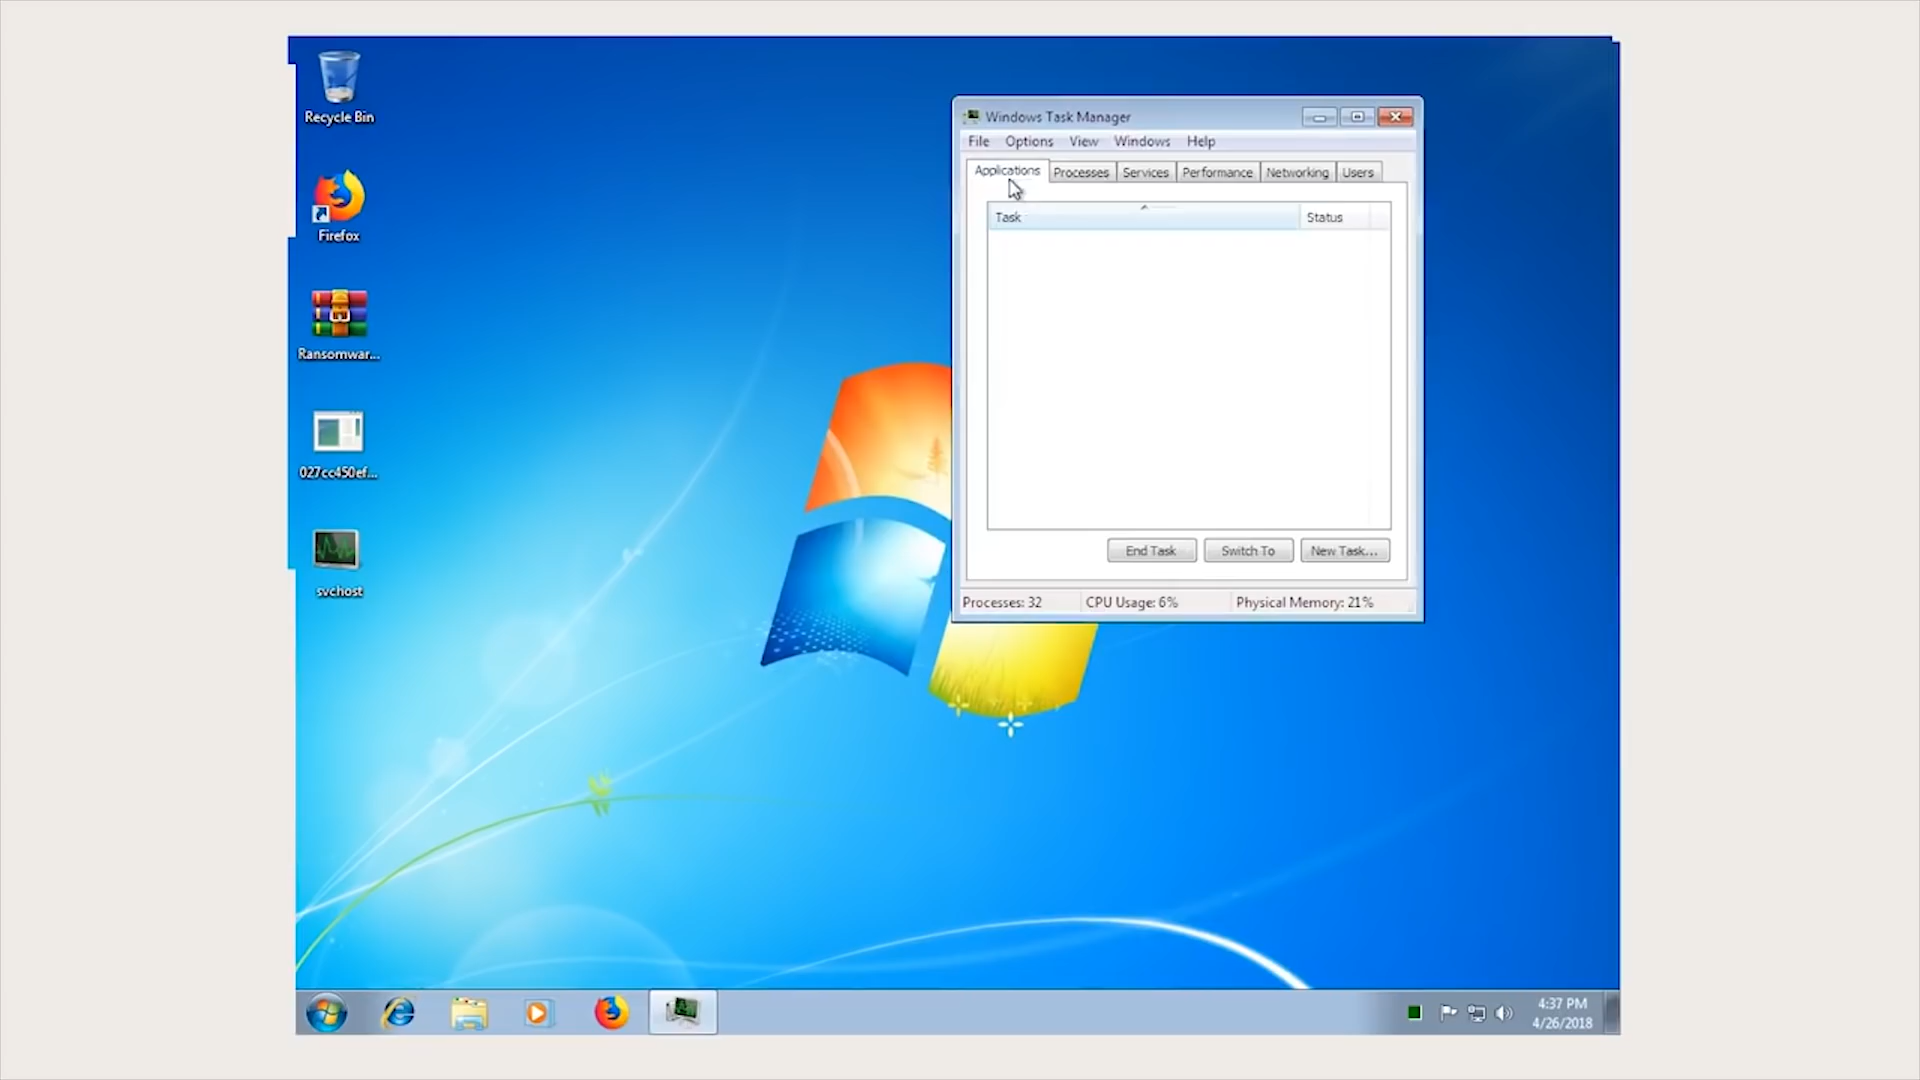 Recycle Bin
Firefox
Ransomwar...
027cc450ef...
svchost
Windows Task Manager
File Options View Windows Help
Applications Processes Services Performance Networking Users
Task Status
End Task Switch To New Task...
Processes: 32 CPU Usage: 6% Physical Memory: 21%
4:37 PM
4/26/2018